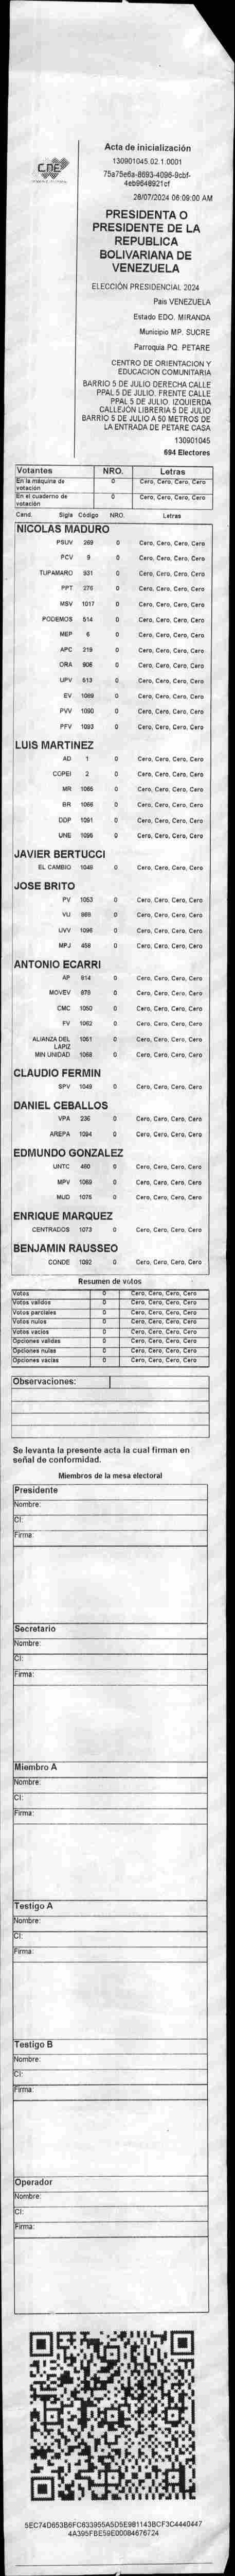 CNE
Acta de inicialización
130901045.02.1.0001
75a75e6a-8693-4096-9cbf-
4eb9648921cf
28/07/2024 06:09:00 AM
PRESIDENTA O
PRESIDENTE DE LA
REPUBLICA
BOLIVARIANA DE
VENEZUELA
ELECCIÓN PRESIDENCIAL 2024
Pais VENEZUELA
Estado EDO. MIRANDA
Municipio MP. SUCRE
Parroquia PQ. PETARE
CENTRO DE ORIENTACION Y
EDUCACION COMUNITARIA
BARRIO 5 DE JULIO DERECHA CALLE
PPAL 5 DE JULIO. FRENTE CALLE
PPAL 5 DE JULIO. IZQUIERDA
CALLEJÓN LIBRERIA 5 DE JULIO
BARRIO 5 DE JULIO A 50 METROS DE
LA ENTRADA DE PETARE CASA
130901045
694 Electores
Votantes NRO. Letras
En la máquina de votación 0 Cero, Cero, Cero, Cero
En el cuaderno de votación 0 Cero, Cero, Cero, Cero
Cand. Sigla Código NRO. Letras
NICOLAS MADURO
PSUV 269 0 Cero, Cero, Cero, Cero
PCV 9 0 Cero, Cero, Cero, Cero
TUPAMARO 931 0 Cero, Cero, Cero, Cero
PPT 276 0 Cero, Cero, Cero, Cero
MSV 1017 0 Cero, Cero, Cero, Cero
PODEMOS 514 0 Cero, Cero, Cero, Cero
MEP 6 0 Cero, Cero, Cero, Cero
APC 219 0 Cero, Cero, Cero, Cero
ORA 906 0 Cero, Cero, Cero, Cero
UPV 613 0 Cero, Cero, Cero, Cero
EV 1069 0 Cero, Cero, Cero, Cero
PVV 1090 0 Cero, Cero, Cero, Cero
PFV 1093 0 Cero, Cero, Cero, Cero
LUIS MARTINEZ
AD 1 0 Cero, Cero, Cero, Cero
COPEI 2 0 Cero, Cero, Cero, Cero
MR 1065 0 Cero, Cero, Cero, Cero
BR 1066 0 Cero, Cero, Cero, Cero
DDP 1091 0 Cero, Cero, Cero, Cero
UNE 1095 0 Cero, Cero, Cero, Cero
JAVIER BERTUCCI
EL CAMBIO 1048 0 Cero, Cero, Cero, Cero
JOSE BRITO
PV 1053 0 Cero, Cero, Cero, Cero
VU 969 0 Cero, Cero, Cero, Cero
UVV 1096 0 Cero, Cero, Cero, Cero
MPJ 456 0 Cero, Cero, Cero, Cero
ANTONIO ECARRI
AP 914 0 Cero, Cero, Cero, Cero
MOVEV 979 0 Cero, Cero, Cero, Cero
CMC 1050 0 Cero, Cero, Cero, Cero
FV 1062 0 Cero, Cero, Cero, Cero
ALIANZA DEL LÁPIZ 1061 0 Cero, Cero, Cero, Cero
MIN UNIDAD 1068 0 Cero, Cero, Cero, Cero
CLAUDIO FERMIN
SPV 1049 0 Cero, Cero, Cero, Cero
DANIEL CEBALLOS
VPA 236 0 Cero, Cero, Cero, Cero
AREPA 1094 0 Cero, Cero, Cero, Cero
EDMUNDO GONZALEZ
UNTC 480 0 Cero, Cero, Cero, Cero
MPV 1069 0 Cero, Cero, Cero, Cero
MUD 1076 0 Cero, Cero, Cero, Cero
ENRIQUE MARQUEZ
CENTRADOS 1073 0 Cero, Cero, Cero, Cero
BENJAMIN RAUSSEO
CONDE 1092 0 Cero, Cero, Cero, Cero
Resumen de votos
Votos 0 Cero, Cero, Cero, Cero
Votos validos 0 Cero, Cero, Cero, Cero
Votos parciales 0 Cero, Cero, Cero, Cero
Votos nulos 0 Cero, Cero, Cero, Cero
Votos vacios 0 Cero, Cero, Cero, Cero
Opciones validas 0 Cero, Cero, Cero, Cero
Opciones nulas 0 Cero, Cero, Cero, Cero
Opciones vacias 0 Cero, Cero, Cero, Cero
Observaciones:
Se levanta la presente acta la cual firman en
señal de conformidad.
Miembros de la mesa electoral
Presidente
Nombre:
CI:
Firma:
Secretario
Nombre:
CI:
Firma:
Miembro A
Nombre:
CI:
Firma:
Testigo A
Nombre:
CI:
Firma:
Testigo B
Nombre:
CI:
Firma:
Operador
Nombre:
CI:
Firma:
5EC74D653B6FC633955A5D5E981143BCF3C4440447
4A395FBE59E00084676724